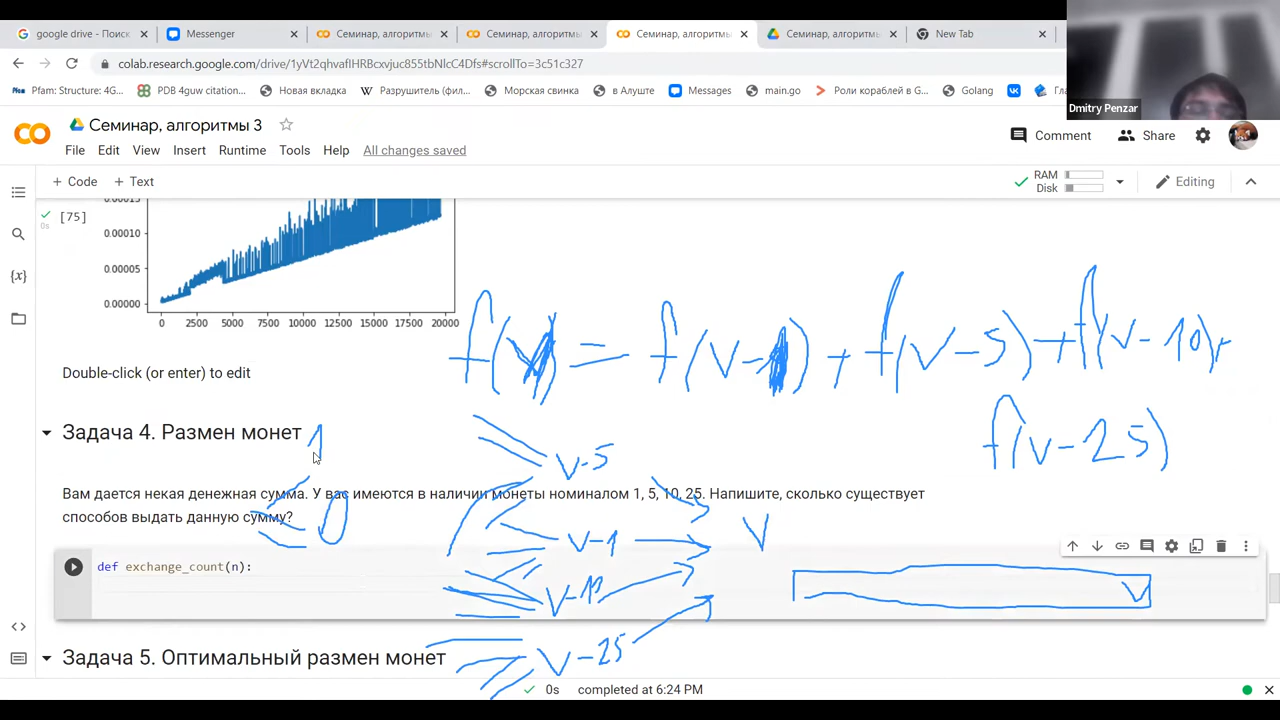 google drive - Поиск
Messenger
Семинар, алгоритмы
Семинар, алгоритмы
Семинар, алгоритмы
Семинар, алгоритмы
New Tab
colab.research.google.com/drive/1yVt2qhvaflHRBcxvjuc855tbNlcC4Dfs#scrollTo=3c51c327
Pfam: Structure: 4G...
PDB 4guw citation...
Новая вкладка
Разрушитель (фил...
Морская свинка
в Алуште
Messages
main.go
Роли кораблей в G...
Golang
Dmitry Penzar
Семинар, алгоритмы 3
Comment
Share
File Edit View Insert Runtime Tools Help All changes saved
+ Code + Text
RAM
Disk
Editing
[75]
0s
0.00010
0.00005
0.00000
0 2500 5000 7500 10000 12500 15000 17500 20000
f(V) = f(V-1) + f(V-5) + f(V-10) +
f(V-25)
Double-click (or enter) to edit
Задача 4. Размен монет
1
V-5
Вам дается некая денежная сумма. У вас имеются в наличии монеты номиналом 1, 5, 10, 25. Напишите, сколько существует
способов выдать данную сумму?
0
V-1
V
def exchange_count(n):
V
V-25
Задача 5. Оптимальный размен монет
0s completed at 6:24 PM